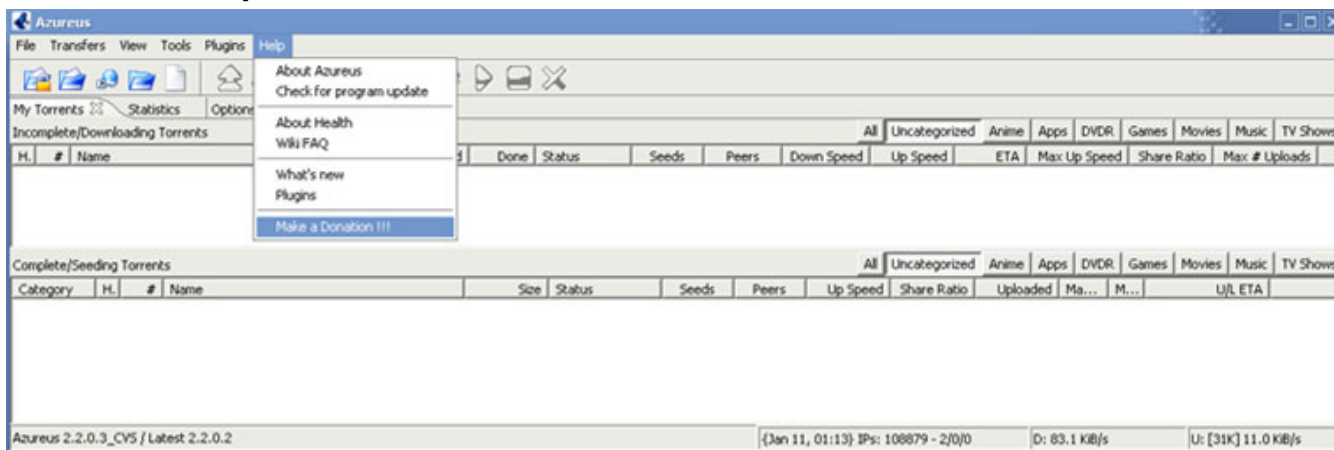 Azureus
File Transfers View Tools Plugins Help
About Azureus
Check for program update
About Health
Wiki FAQ
What's new
Plugins
Make a Donation !!!
My Torrents Statistics Options
Incomplete/Downloading Torrents All Uncategorized Anime Apps DVDR Games Movies Music TV Shows
H. # Name Done Status Seeds Peers Down Speed Up Speed ETA Max Up Speed Share Ratio Max # Uploads
Complete/Seeding Torrents All Uncategorized Anime Apps DVDR Games Movies Music TV Shows
Category H. # Name Size Status Seeds Peers Up Speed Share Ratio Uploaded Ma... M... U/L ETA
Azureus 2.2.0.3_CVS / Latest 2.2.0.2 {Jan 11, 01:13} IPs: 108879 - 2/0/0 D: 83.1 KiB/s U: [31K] 11.0 KiB/s